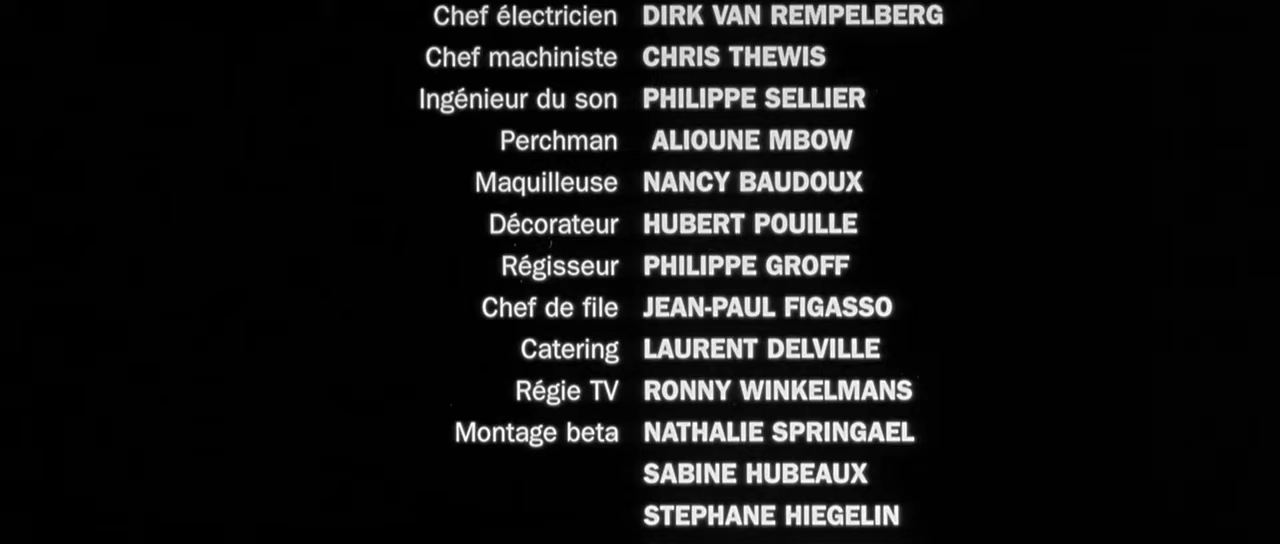 Chef électricien DIRK VAN REMPELBERG
Chef machiniste CHRIS THEWIS
Ingénieur du son PHILIPPE SELLIER
Perchman ALIOUNE MBOW
Maquilleuse NANCY BAUDOUX
Décorateur HUBERT POUILLE
Régisseur PHILIPPE GROFF
Chef de file JEAN-PAUL FIGASSO
Catering LAURENT DELVILLE
Régie TV RONNY WINKELMANS
Montage beta NATHALIE SPRINGAEL
SABINE HUBEAUX
STEPHANE HIEGELIN